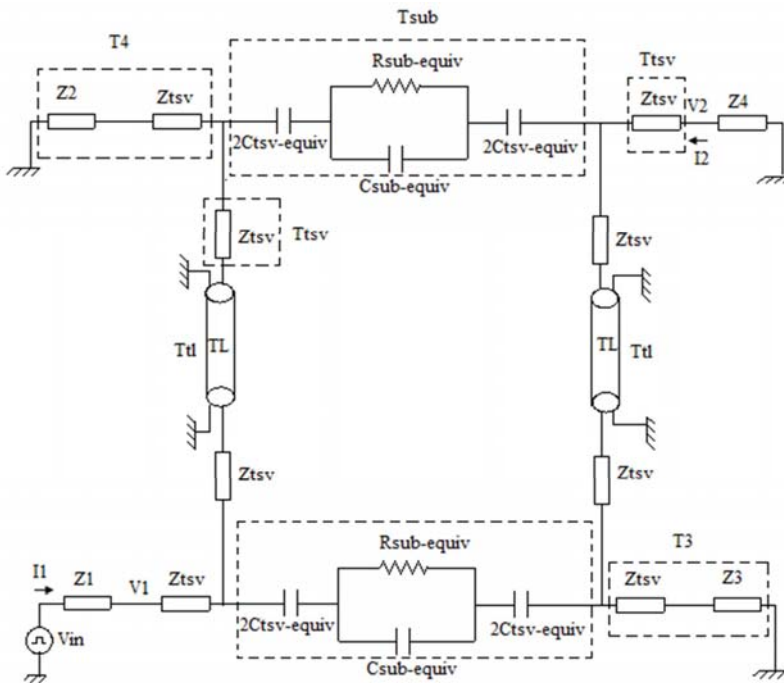 Tsub
T4
Rsub-equiv
Ttsv
Z2
Ztsv
Ztsv
V2
Z4
2Ctsv-equiv
2Ctsv-equiv
I2
Csub-equiv
Ztsv
Ttsv
Ztsv
Ttl
TL
TL
Ttl
Ztsv
Ztsv
Rsub-equiv
T3
I1
Z1
V1
Ztsv
Ztsv
Z3
2Ctsv-equiv
2Ctsv-equiv
Vin
Csub-equiv